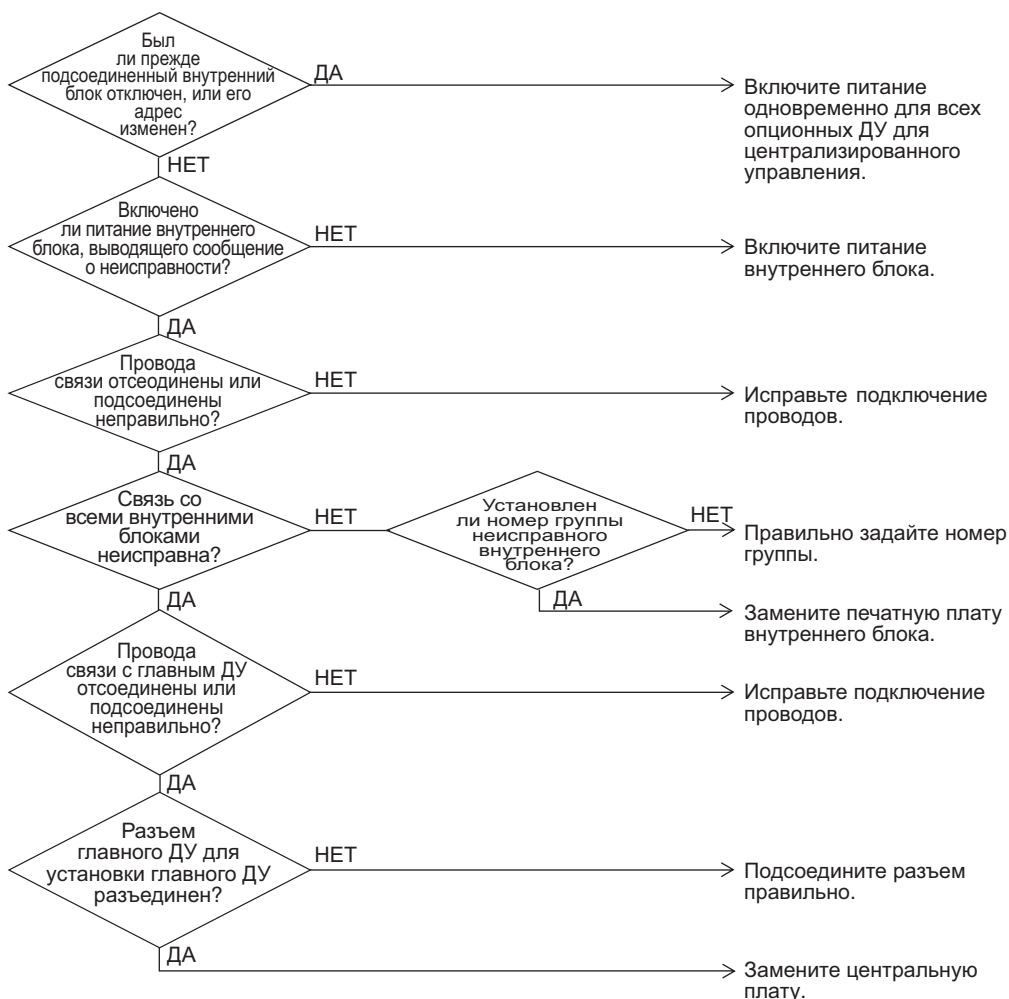 Был
ли прежде
подсоединенный внутренний
блок отключен, или его
адрес
изменен?
ДА
Включите питание
одновременно для всех
опционных ДУ для
централизированного
управления.
НЕТ
Включено
ли питание внутреннего
блока, выводящего сообщение
о неисправности?
НЕТ
Включите питание
внутреннего блока.
ДА
Провода
связи отсеодинены или
подсоединены
неправильно?
НЕТ
Исправьте подключение
проводов.
ДА
Связь со
всеми внутренними
блоками
неисправна?
НЕТ
Установлен
ли номер группы
неисправного
внутреннего
блока?
НЕТ
Правильно задайте номер
группы.
ДА
Замените печатную плату
внутреннего блока.
ДА
Провода
связи с главным ДУ
отсоединены или
подсоединены
неправильно?
НЕТ
Исправьте подключение
проводов.
ДА
Разъем
главного ДУ для
установки главного ДУ
разъединен?
НЕТ
Подсоедините разъем
правильно.
ДА
Замените центральную
плату.